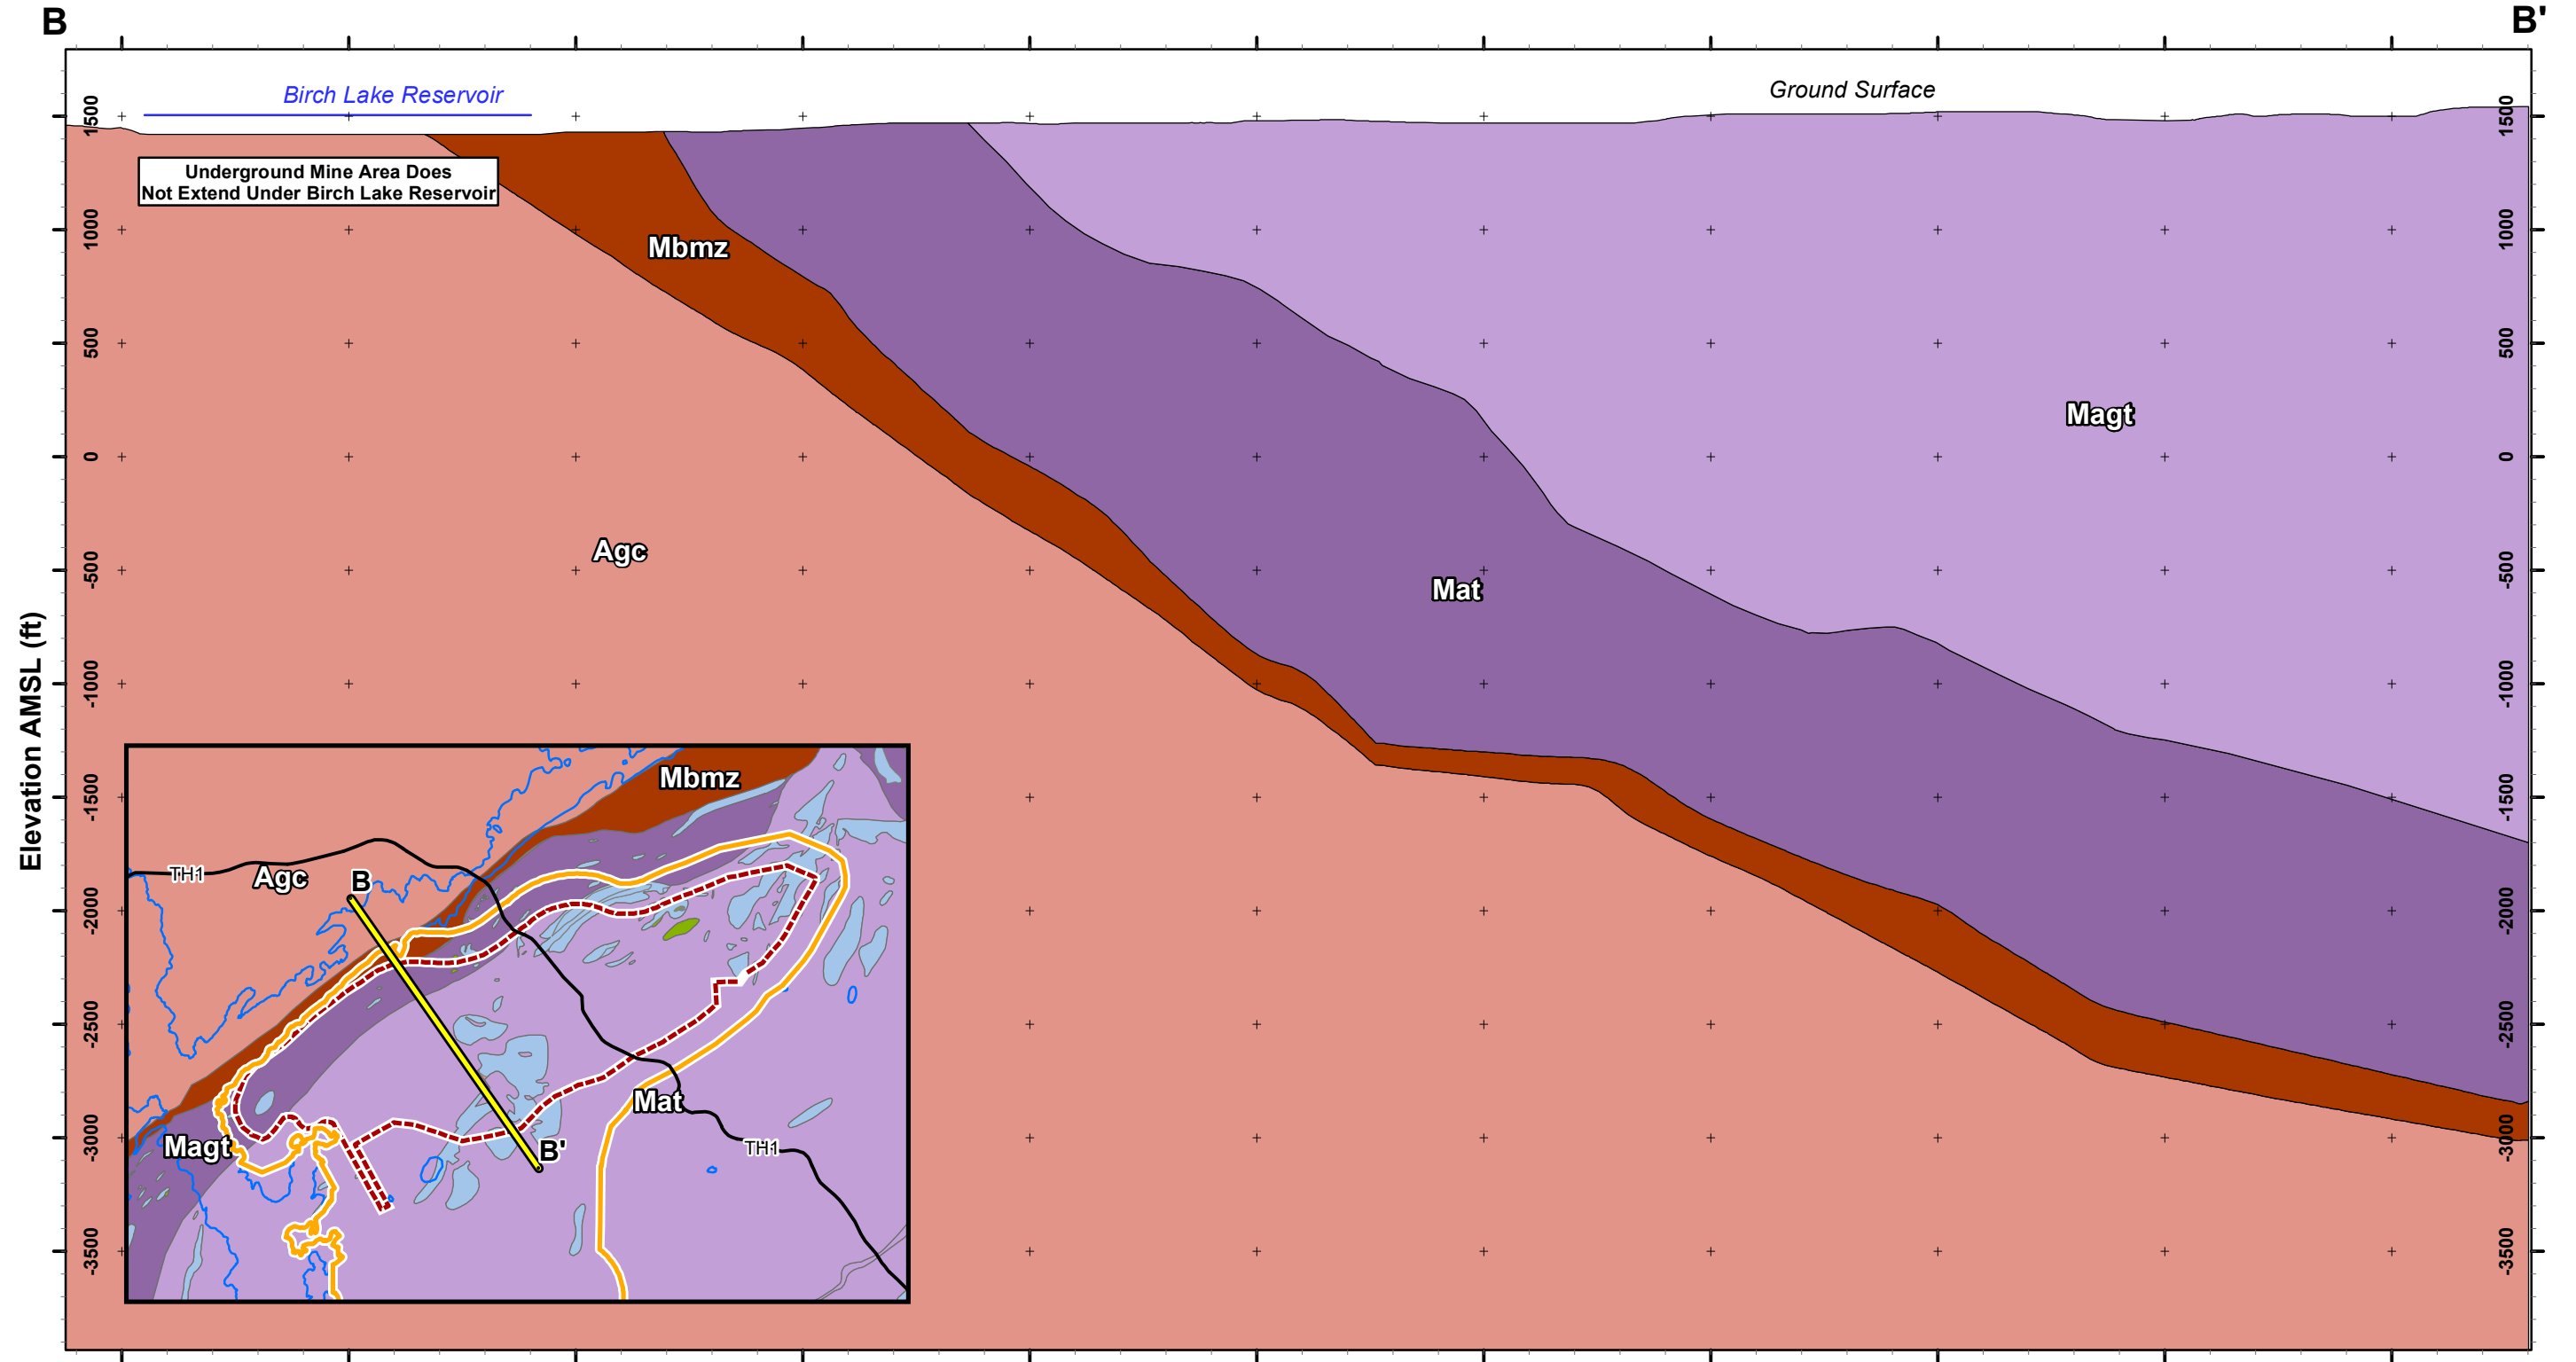 B
B'
Birch Lake Reservoir
Ground Surface
1500
1500
Underground Mine Area Does
Not Extend Under Birch Lake Reservoir
1000
1000
Mbmz
500
500
Magt
0
0
Agc
-500
-500
Mat
Elevation AMSL (ft)
-1000
-1000
-1500
-1500
Mbmz
TH1
Agc
B
-2000
-2000
-2500
-2500
Mat
Magt
B'
TH1
-3000
-3000
-3500
-3500